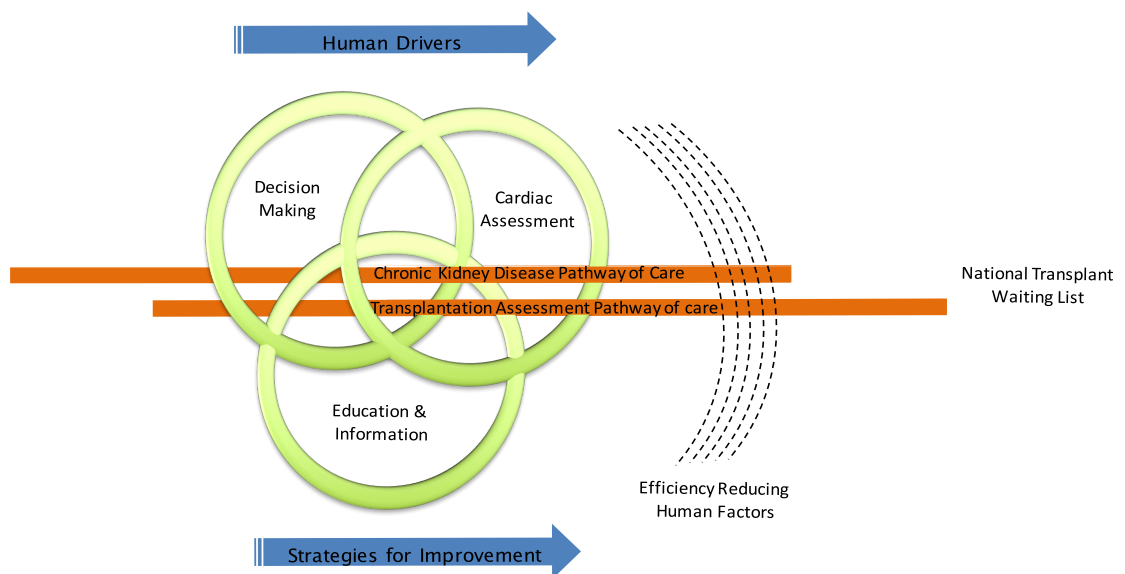 Human Drivers
Decision
Making
Cardiac
Assessment
Chronic Kidney Disease Pathway of Care
Transplantation Assessment Pathway of care
National Transplant
Waiting List
Education &
Information
Efficiency Reducing
Human Factors
Strategies for Improvement